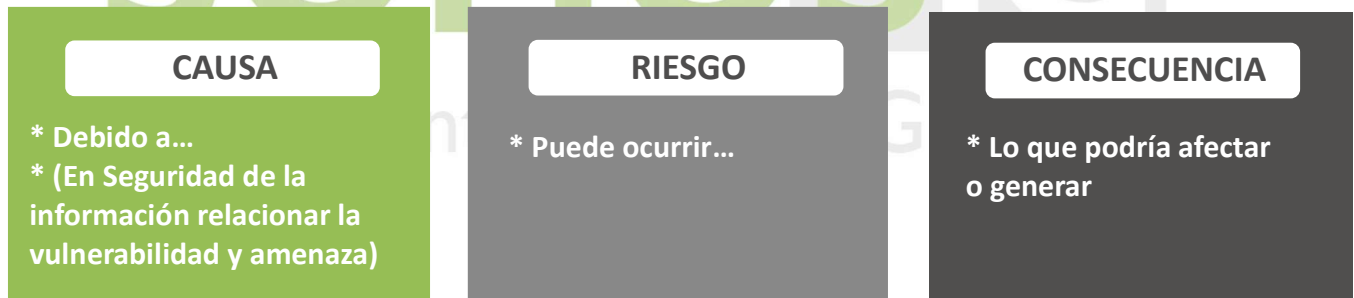 CAUSA
* Debido a...
* (En Seguridad de la
información relacionar la
vulnerabilidad y amenaza)
RIESGO
* Puede ocurrir...
CONSECUENCIA
* Lo que podría afectar
o generar